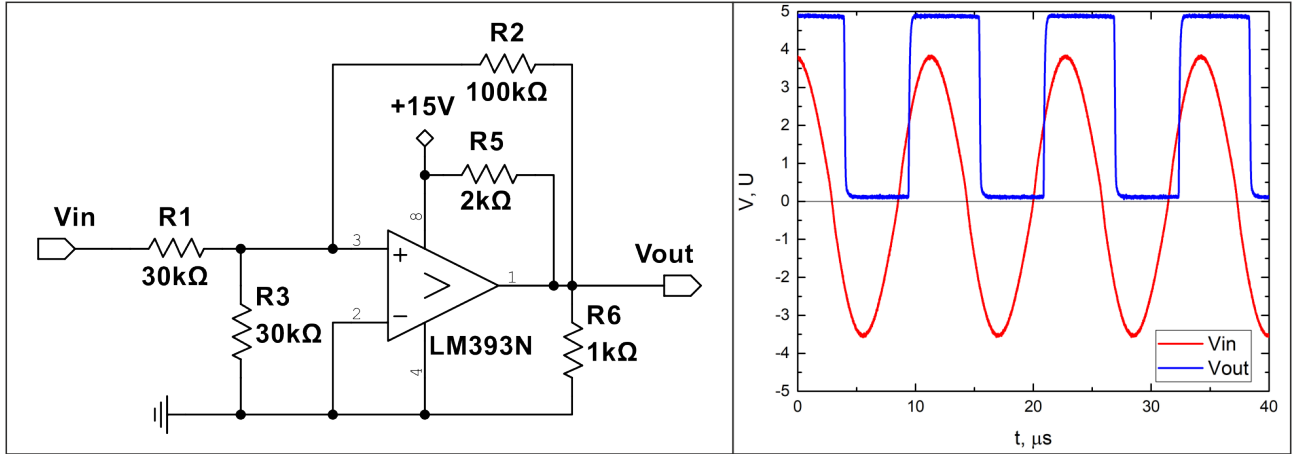 R2
100kΩ
+15V
R5
2kΩ
8
Vin
R1
30kΩ
3
+
1
Vout
R3
30kΩ
2
−
R6
1kΩ
LM393N
4
V, U
5
4
3
2
1
0
-1
-2
-3
-4
-5
Vin
Vout
0
10
20
30
40
t, μs